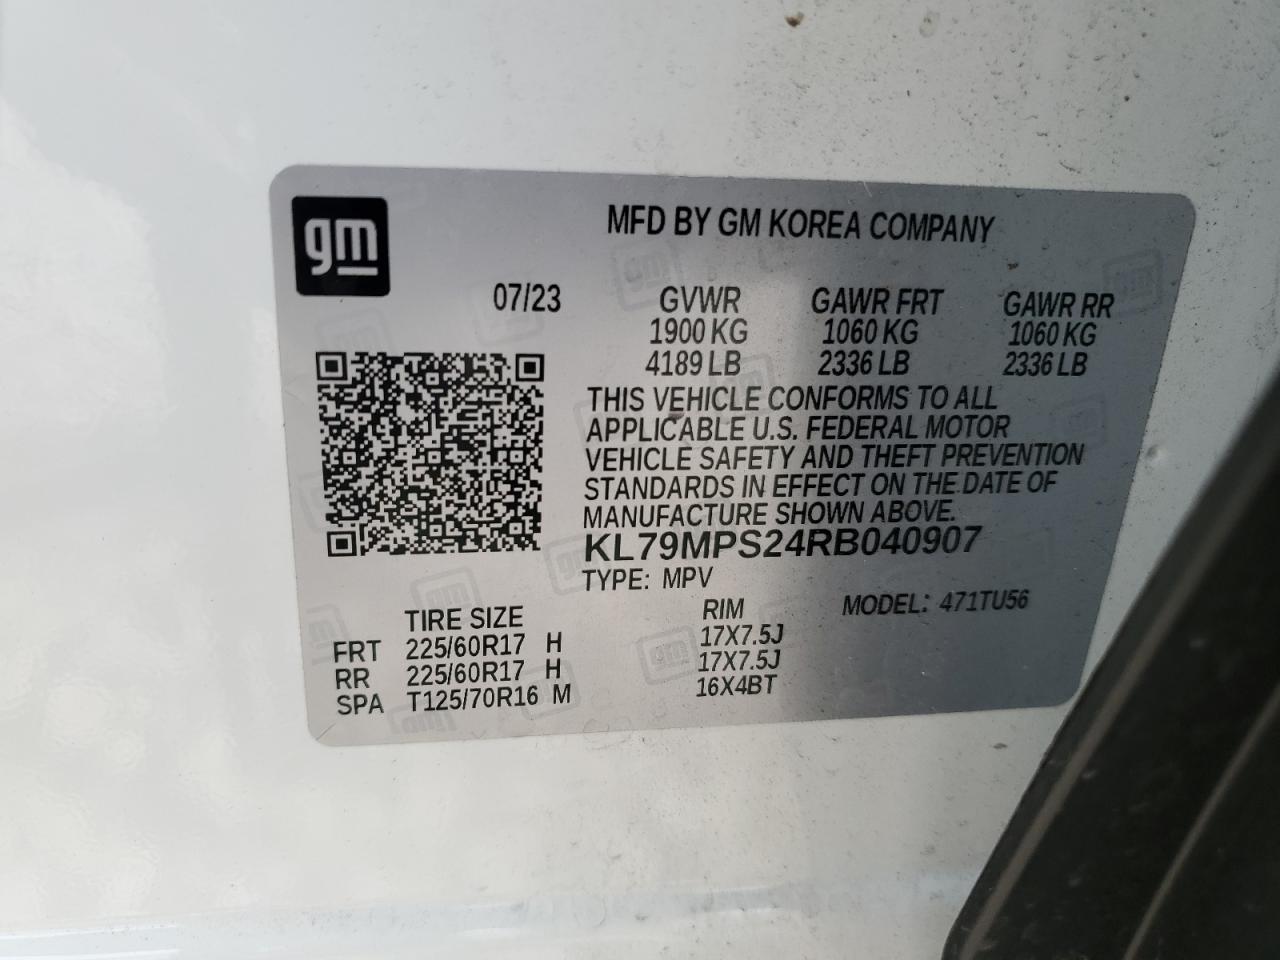 gm
MFD BY GM KOREA COMPANY
07/23 GVWR GAWR FRT GAWR RR
1900 KG 1060 KG 1060 KG
4189 LB 2336 LB 2336 LB
THIS VEHICLE CONFORMS TO ALL
APPLICABLE U.S. FEDERAL MOTOR
VEHICLE SAFETY AND THEFT PREVENTION
STANDARDS IN EFFECT ON THE DATE OF
MANUFACTURE SHOWN ABOVE.
KL79MPS24RB040907
TYPE: MPV
TIRE SIZE RIM MODEL: 471TU56
FRT 225/60R17 H 17X7.5J
RR 225/60R17 H 17X7.5J
SPA T125/70R16 M 16X4BT